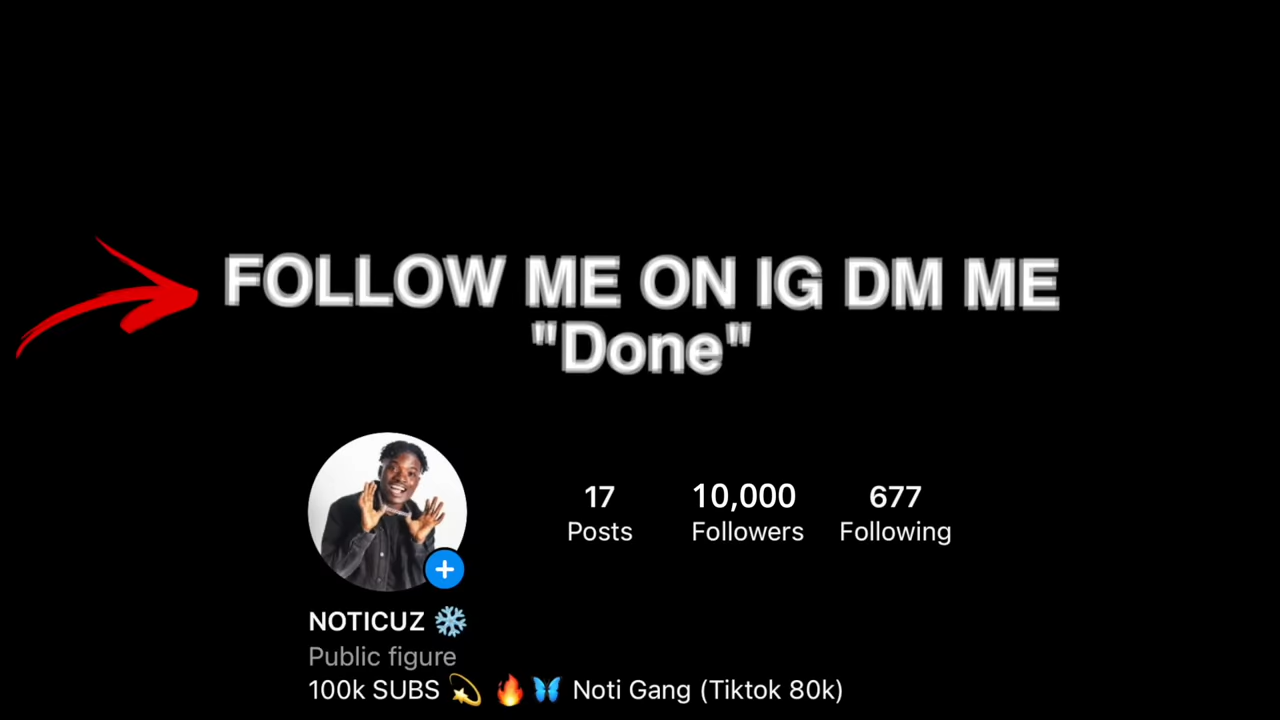 FOLLOW ME ON IG DM ME
"Done"
17 10,000 677
Posts Followers Following
NOTICUZ ❄️
Public figure
100k SUBS 💫 🔥🦋 Noti Gang (Tiktok 80k)